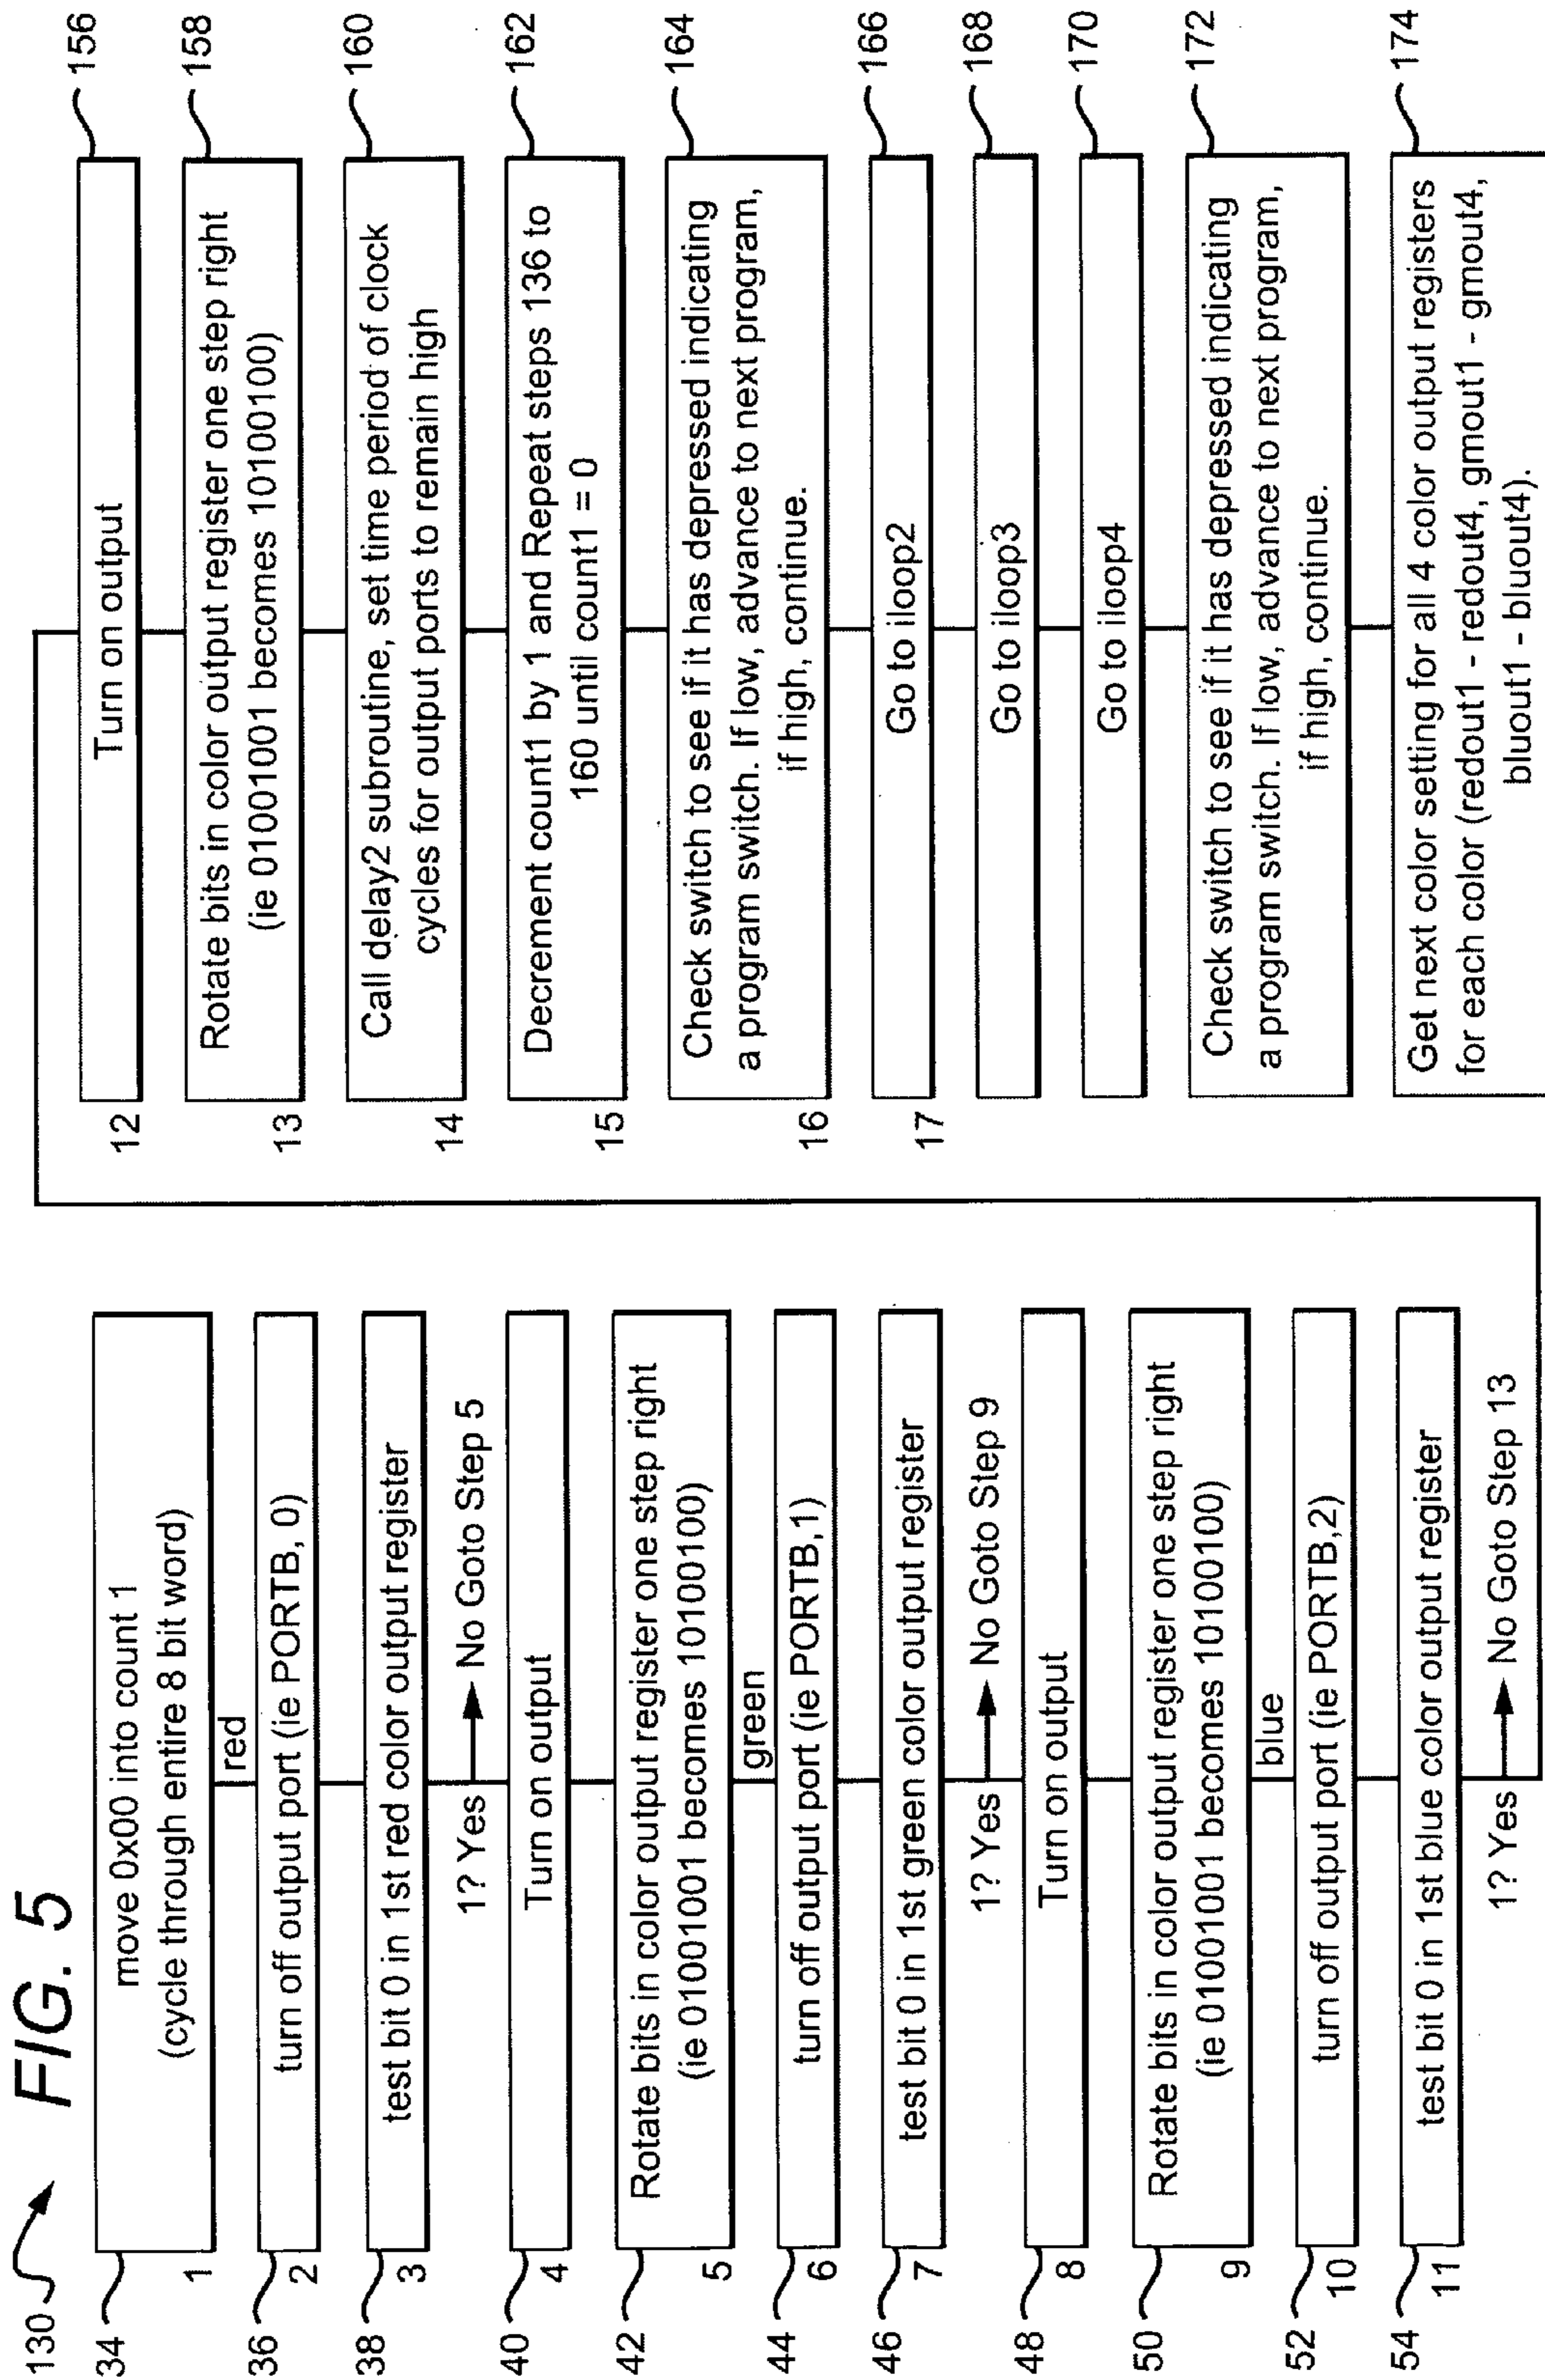 130
FIG. 5
34
move 0x00 into count 1
(cycle through entire 8 bit word)
1
red
36
turn off output port (ie PORTB, 0)
2
38
test bit 0 in 1st red color output register
3
1? Yes
No Goto Step 5
40
Turn on output
4
42
Rotate bits in color output register one step right
(ie 01001001 becomes 10100100)
5
green
44
turn off output port (ie PORTB,1)
6
46
test bit 0 in 1st green color output register
7
1? Yes
No Goto Step 9
48
Turn on output
8
50
Rotate bits in color output register one step right
(ie 01001001 becomes 10100100)
9
blue
52
turn off output port (ie PORTB,2)
10
54
test bit 0 in 1st blue color output register
11
1? Yes
No Goto Step 13
156
Turn on output
12
158
Rotate bits in color output register one step right
(ie 01001001 becomes 10100100)
13
160
Call delay2 subroutine, set time period of clock
cycles for output ports to remain high
14
162
Decrement count1 by 1 and Repeat steps 136 to
160 until count1 = 0
15
164
Check switch to see if it has depressed indicating
a program switch. If low, advance to next program,
if high, continue.
16
166
Go to iloop2
17
168
Go to iloop3
170
Go to iloop4
172
Check switch to see if it has depressed indicating
a program switch. If low, advance to next program,
if high, continue.
174
Get next color setting for all 4 color output registers
for each color (redout1 - redout4, gmout1 - gmout4,
bluout1 - bluout4).